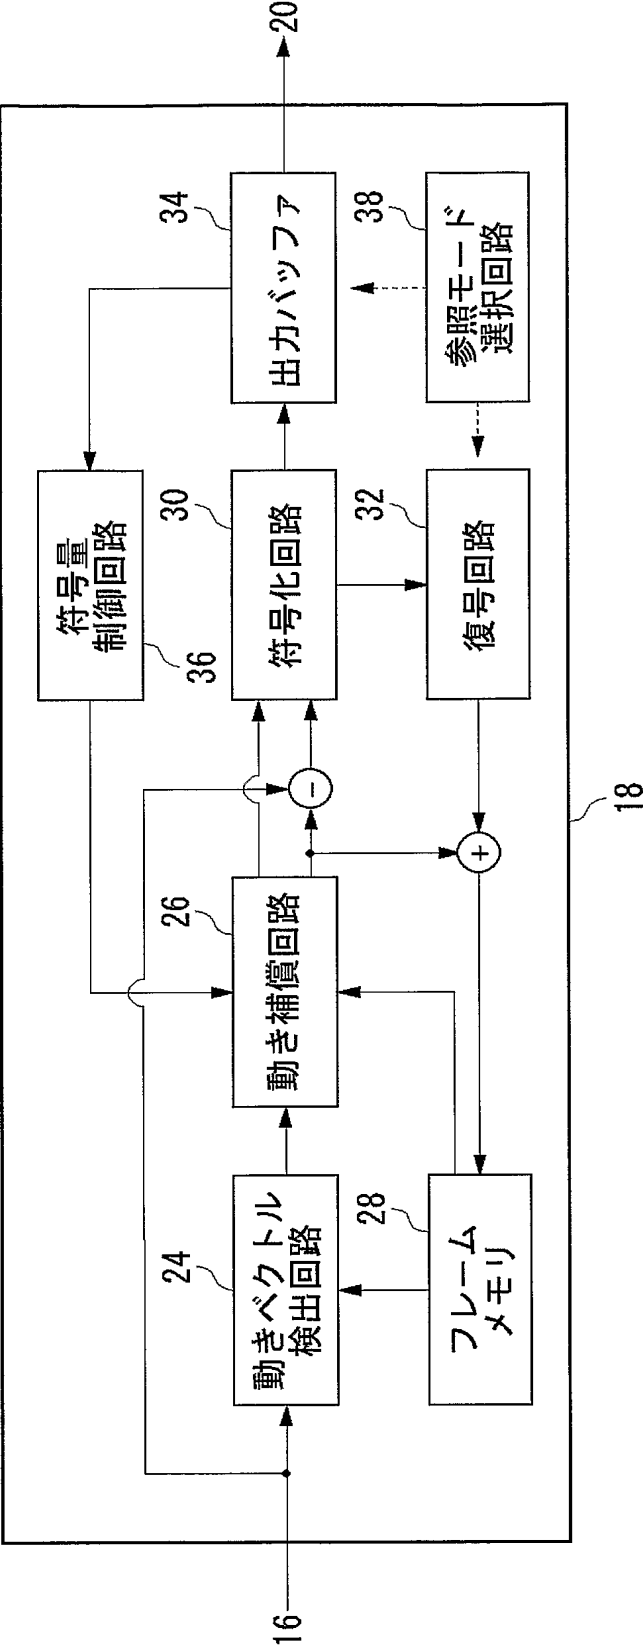 16
24
動きベクトル
検出回路
28
フレーム
メモリ
26
動き補償回路
−
+
36
符号量
制御回路
30
符号化回路
32
復号回路
34
出力バッファ
38
参照モード
選択回路
18
20